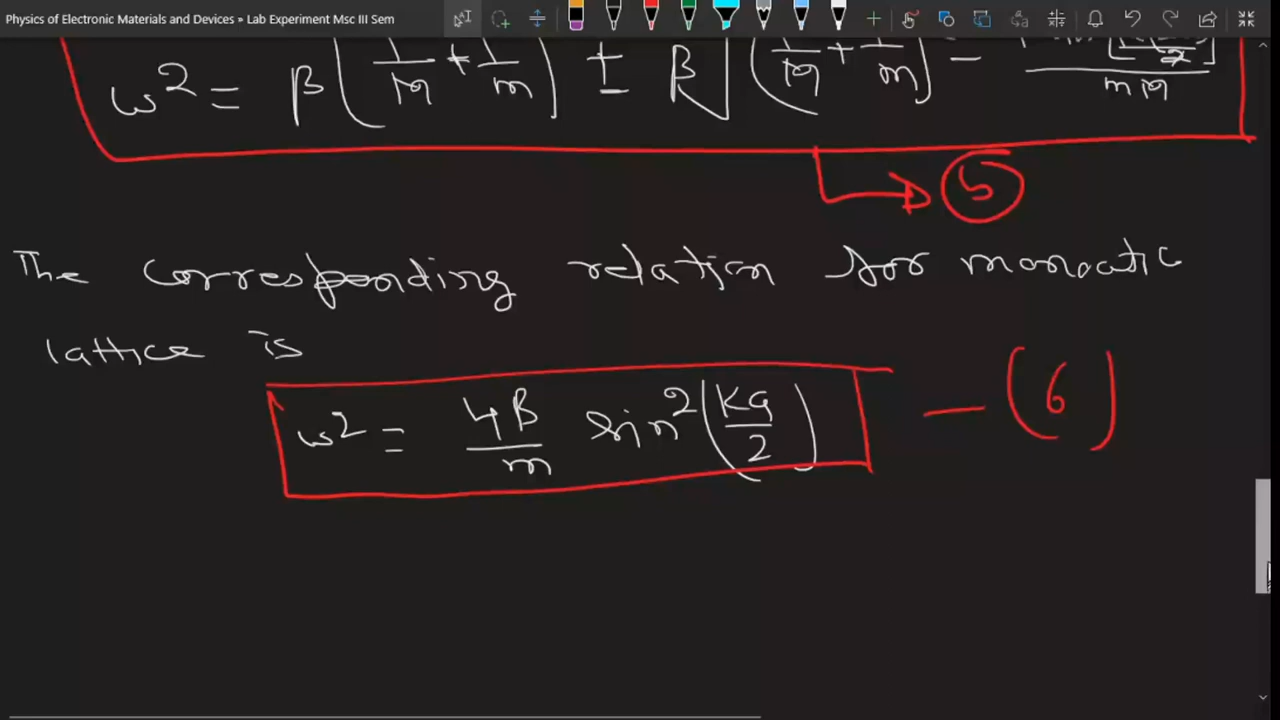 Physics of Electronic Materials and Devices » Lab Experiment Msc III Sem
ω² = β(1/M + 1/m) ± β√(1/M + 1/m) - mM
5
The corresponding relation for monoatic
lattice is
ω² = 4β/m sin²(Ka/2) — (6)